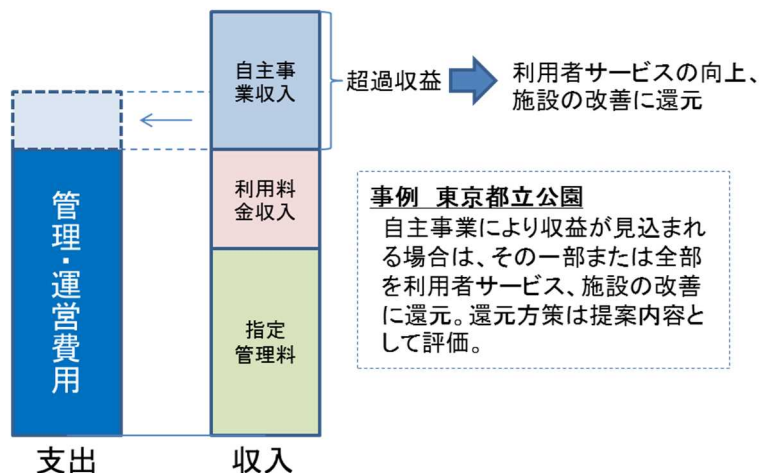 自主事
業収入
超過収益
利用者サービスの向上、
施設の改善に還元
管理・運営費用
利用料
金収入
指定
管理料
事例　東京都立公園
自主事業により収益が見込まれ
る場合は、その一部または全部
を利用者サービス、施設の改善
に還元。還元方策は提案内容と
して評価。
支出
収入